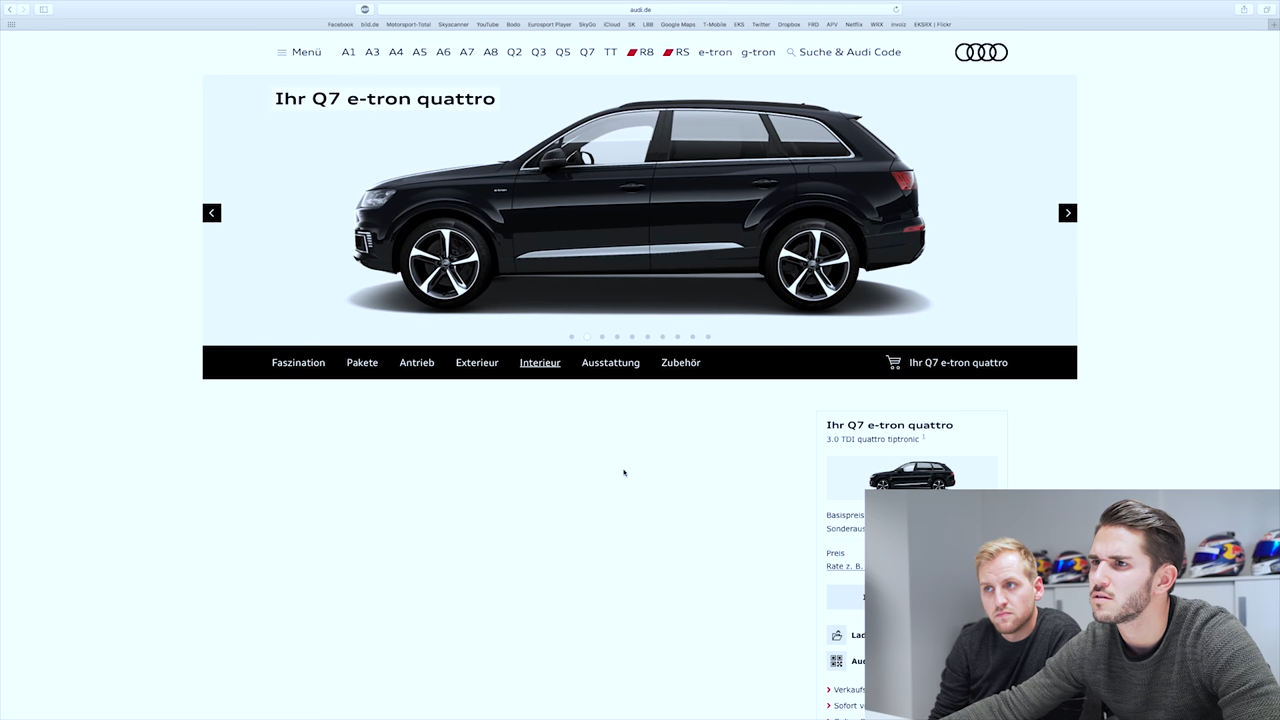 audi.de
Facebook bild.de Motorsport-Total Skyscanner YouTube Bodo Eurosport Player SkyGo iCloud SK LBB Google Maps T-Mobile EKS Twitter Dropbox FRD APV Netflix WRX invoiz EKSRX | Flickr
Menü A1 A3 A4 A5 A6 A7 A8 Q2 Q3 Q5 Q7 TT R8 RS e-tron g-tron Suche & Audi Code
Ihr Q7 e-tron quattro
Faszination Pakete Antrieb Exterieur Interieur Ausstattung Zubehör Ihr Q7 e-tron quattro
Ihr Q7 e-tron quattro
3.0 TDI quattro tiptronic
Basispreis
Sonderaus
Preis
Rate z. B.
Lad
Aud
Verkaufs
Sofort v